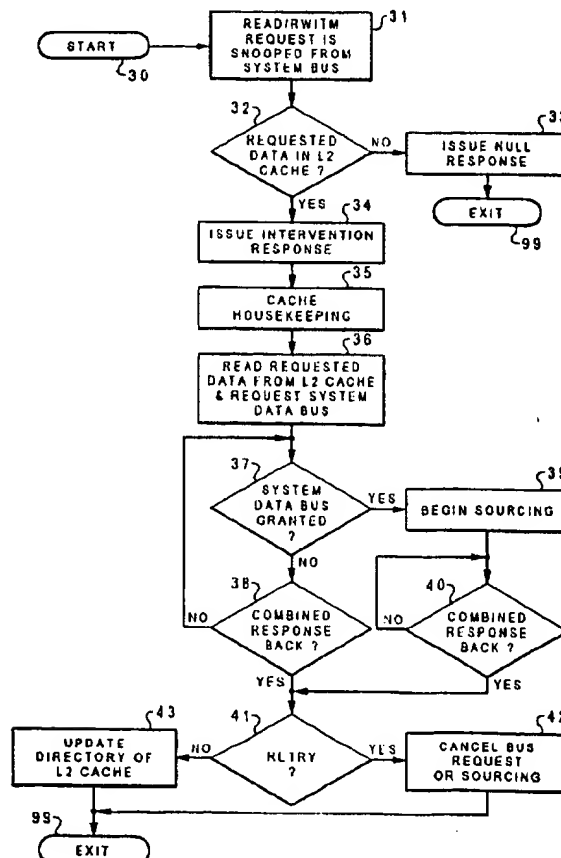 31
READ/RWITM
REQUEST IS
SNOOPED FROM
SYSTEM BUS
START
30
32
REQUESTED
DATA IN L2
CACHE ?
NO
33
ISSUE NULL
RESPONSE
YES
EXIT
99
34
ISSUE INTERVENTION
RESPONSE
35
CACHE
HOUSEKEEPING
36
READ REQUESTED
DATA FROM L2 CACHE
& REQUEST SYSTEM
DATA BUS
37
SYSTEM
DATA BUS
GRANTED
?
YES
39
BEGIN SOURCING
NO
38
COMBINED
RESPONSE
BACK ?
NO
40
COMBINED
RESPONSE
BACK ?
NO
YES
YES
43
UPDATE
DIRECTORY OF
L2 CACHE
NO
41
RETRY
?
YES
42
CANCEL BUS
REQUEST
OR SOURCING
99
EXIT